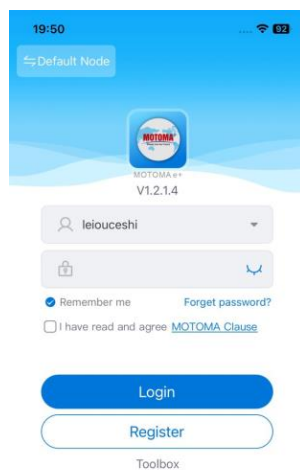 19:50
92
Default Node
MOTOMA
MOTOMA e+
V1.2.1.4
leiouceshi
Remember me Forget password?
I have read and agree MOTOMA Clause
Login
Register
Toolbox